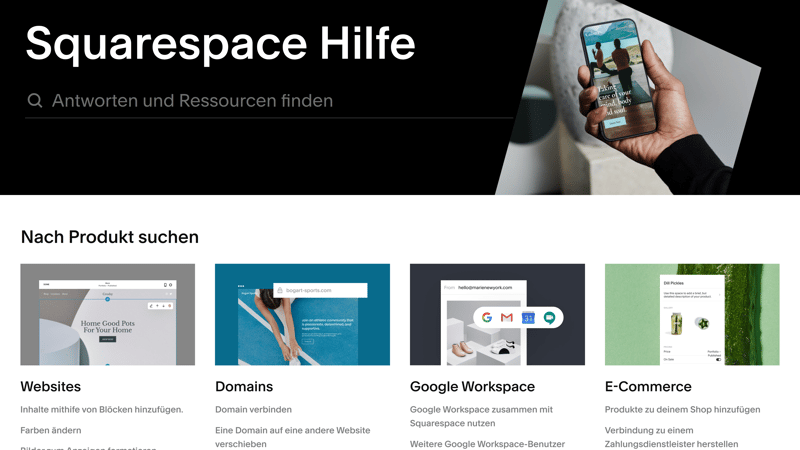 Squarespace Hilfe
Antworten und Ressourcen finden
Taking
care of your
mind, body
and soul.
Nach Produkt suchen
Home Good Pots
For Your Home
bogart-sports.com
From: hello@marienewyork.com
31
Dill Pickles
Websites
Domains
Google Workspace
E-Commerce
Inhalte mithife von Blöcken hinzufügen.
Domain verbinden
Google Workspace zusammen mit
Squarespace nutzen
Produkte zu deinem Shop hinzufügen
Farben ändern
Eine Domain auf eine andere Website
verschieben
Weitere Google Workspace-Benutzer
Verbindung zu einem
Zahlungsdienstleister herstellen